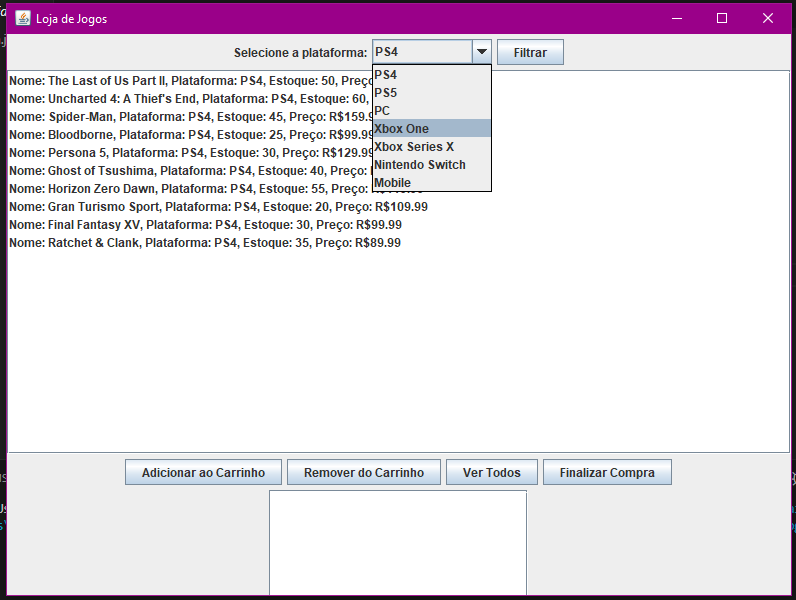 Loja de Jogos
Selecione a plataforma: PS4 Filtrar
PS4
PS5
PC
Xbox One
Xbox Series X
Nintendo Switch
Mobile
Nome: The Last of Us Part II, Plataforma: PS4, Estoque: 50, Preço
Nome: Uncharted 4: A Thief's End, Plataforma: PS4, Estoque: 60,
Nome: Spider-Man, Plataforma: PS4, Estoque: 45, Preço: R$159.9
Nome: Bloodborne, Plataforma: PS4, Estoque: 25, Preço: R$99.99
Nome: Persona 5, Plataforma: PS4, Estoque: 30, Preço: R$129.99
Nome: Ghost of Tsushima, Plataforma: PS4, Estoque: 40, Preço:
Nome: Horizon Zero Dawn, Plataforma: PS4, Estoque: 55, Preço:
Nome: Gran Turismo Sport, Plataforma: PS4, Estoque: 20, Preço: R$109.99
Nome: Final Fantasy XV, Plataforma: PS4, Estoque: 30, Preço: R$99.99
Nome: Ratchet & Clank, Plataforma: PS4, Estoque: 35, Preço: R$89.99
Adicionar ao Carrinho Remover do Carrinho Ver Todos Finalizar Compra